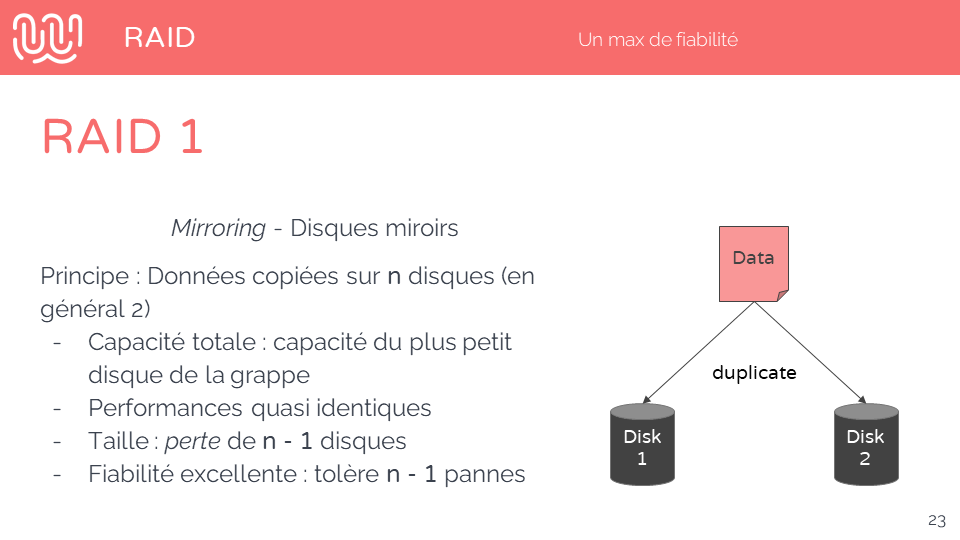 RAID
Un max de fiabilité
RAID 1
Mirroring - Disques miroirs
Principe : Données copiées sur n disques (en
général 2)
- Capacité totale : capacité du plus petit
disque de la grappe
- Performances quasi identiques
- Taille : perte de n - 1 disques
- Fiabilité excellente : tolère n - 1 pannes
Data
duplicate
Disk
1
Disk
2
23